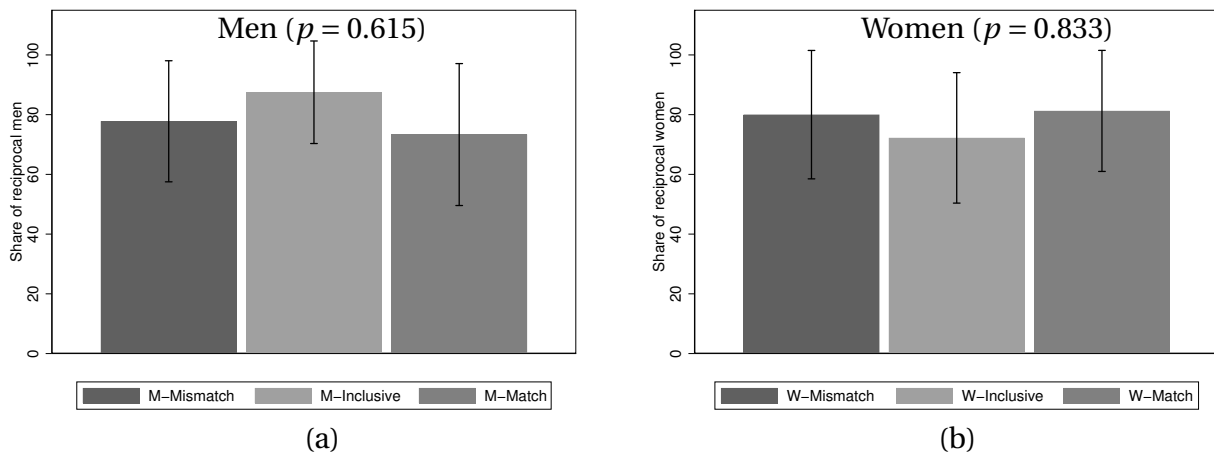 Men (p = 0.615)
Share of reciprocal men
0
20
40
60
80
100
M−Mismatch M−Inclusive M−Match
(a)
Women (p = 0.833)
Share of reciprocal women
0
20
40
60
80
100
W−Mismatch W−Inclusive W−Match
(b)